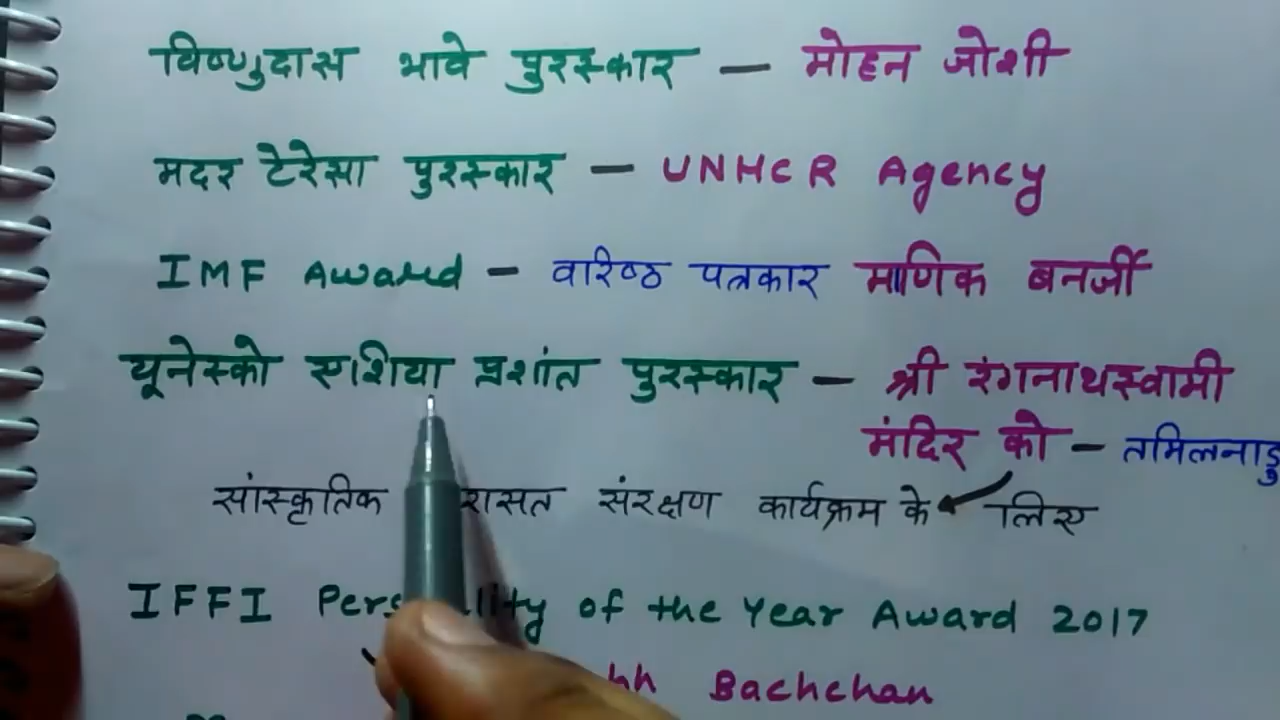 विष्णुदास भावे पुरस्कार — मोहन जोशी
मदर टेरेसा पुरस्कार — UNHCR Agency
IMF Award — वारिष्ठ पत्रकार माणिक बनर्जी
यूनेस्को एशिया प्रशांत पुरस्कार — श्री रंगनाथस्वामी
मंदिर को — तमिलनाडु
सांस्कृतिक संरक्षण कार्यक्रम के लिए
IFFI of the Year Award 2017
Bachchan